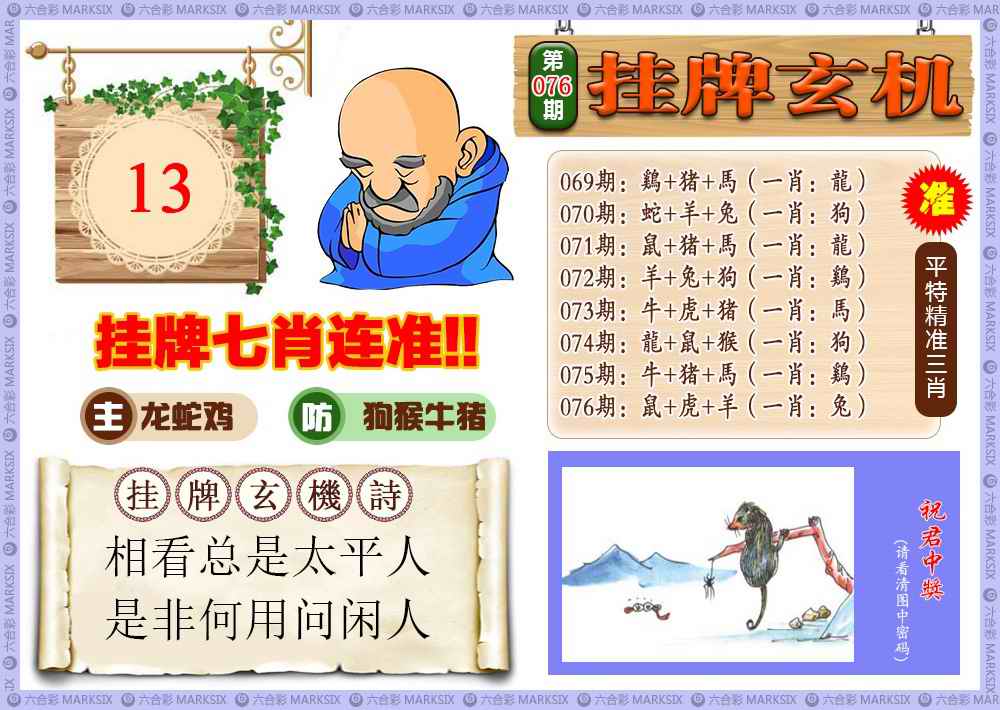 六合彩 MARKSIX
第
076
期
挂牌玄机
13
069期：鷄+猪+馬（一肖：龍）
070期：蛇+羊+兔（一肖：狗）
071期：鼠+猪+馬（一肖：龍）
072期：羊+兔+狗（一肖：鷄）
073期：牛+虎+猪（一肖：馬）
074期：龍+鼠+猴（一肖：狗）
075期：牛+猪+馬（一肖：鷄）
076期：鼠+虎+羊（一肖：兔）
准
平特精准三肖
挂牌七肖连准!!
主 龙蛇鸡
防 狗猴牛猪
挂牌玄機詩
相看总是太平人
是非何用问闲人
祝君中獎
(请看清图中密码)